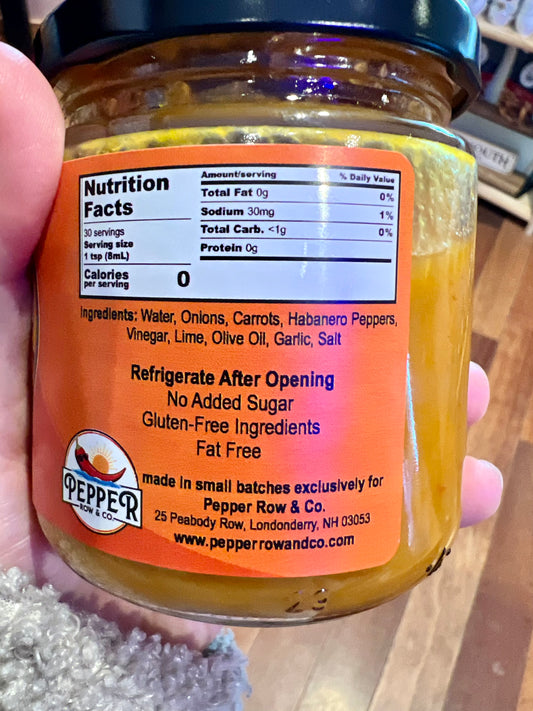 Nutrition
Facts
30 servings
Serving size
1 tsp (8mL)
Calories
per serving
0
Amount/serving % Daily Value
Total Fat 0g 0%
Sodium 30mg 1%
Total Carb. <1g 0%
Protein 0g
Ingredients: Water, Onions, Carrots, Habanero Peppers,
Vinegar, Lime, Olive Oil, Garlic, Salt
Refrigerate After Opening
No Added Sugar
Gluten-Free Ingredients
Fat Free
PEPPER
ROW & CO.
made in small batches exclusively for
Pepper Row & Co.
25 Peabody Row, Londonderry, NH 03053
www.pepperrowandco.com